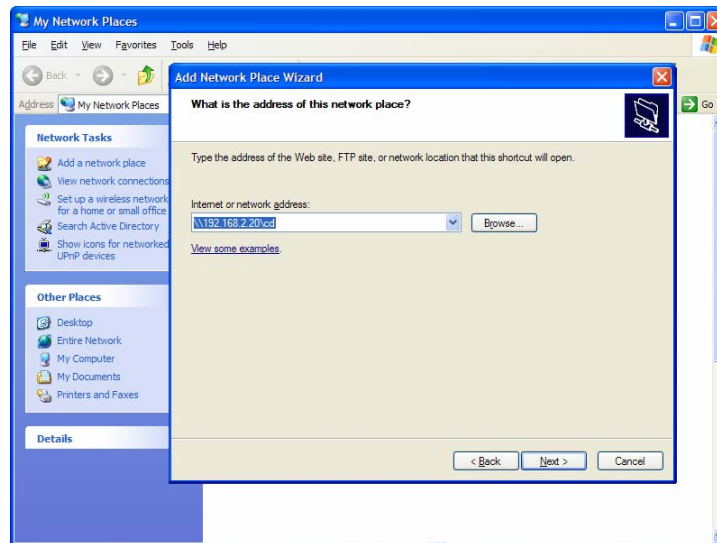 My Network Places
File Edit View Favorites Tools Help
Back
Address My Network Places
Go
Network Tasks
Add a network place
View network connections
Set up a wireless network
for a home or small office
Search Active Directory
Show icons for networked
UPnP devices
Other Places
Desktop
Entire Network
My Computer
My Documents
Printers and Faxes
Details
Add Network Place Wizard
What is the address of this network place?
Type the address of the Web site, FTP site, or network location that this shortcut will open.
Internet or network address:
\\192.168.2.20\cd
Browse...
View some examples.
< Back Next > Cancel